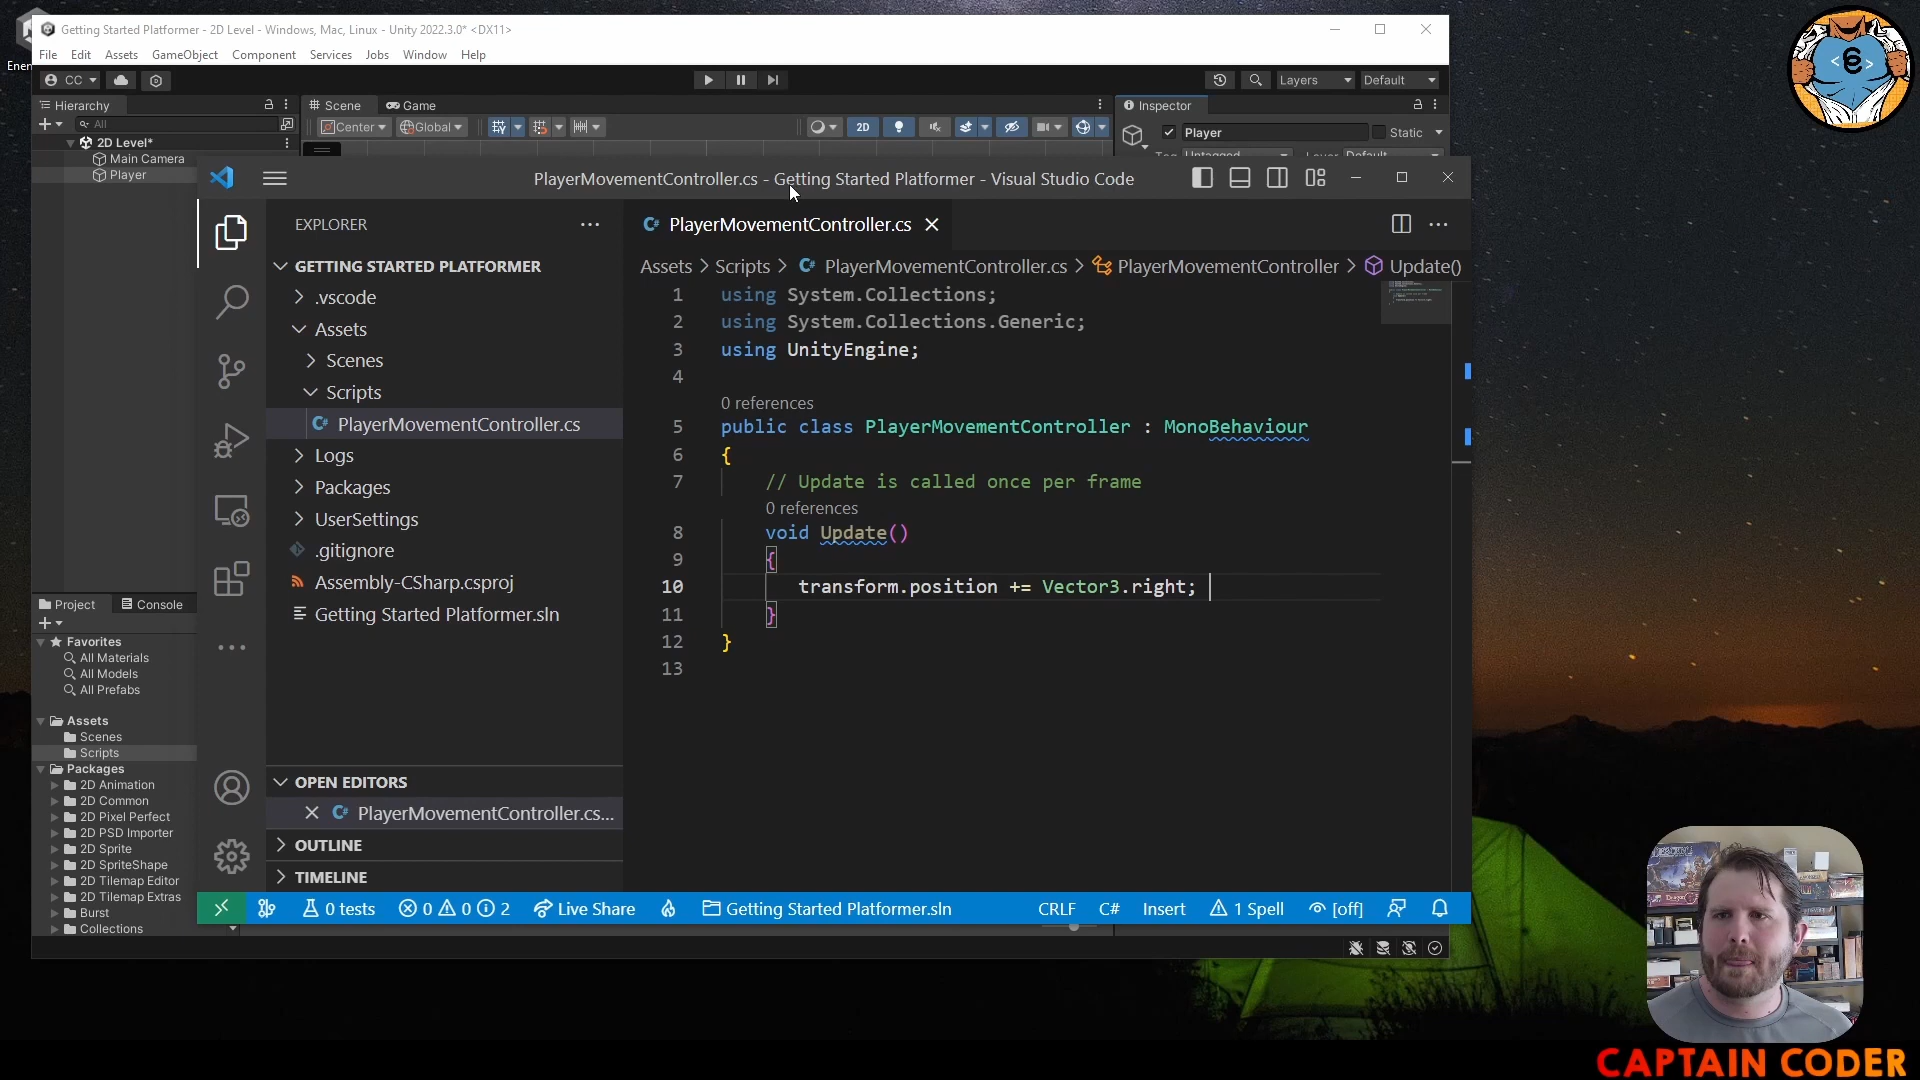 Getting Started Platformer - 2D Level - Windows, Mac, Linux - Unity 2022.3.0* <DX11>
File Edit Assets GameObject Component Services Jobs Window Help
Ener
CC
Layers Default
Hierarchy
Scene Game
Inspector
All
Center Global
2D
Player Static
2D Level*
Main Camera
Player
PlayerMovementController.cs - Getting Started Platformer - Visual Studio Code
EXPLORER
PlayerMovementController.cs
GETTING STARTED PLATFORMER
Assets > Scripts > PlayerMovementController.cs > PlayerMovementController > Update()
.vscode
Assets
Scenes
Scripts
PlayerMovementController.cs
Logs
Packages
UserSettings
.gitignore
Assembly-CSharp.csproj
Getting Started Platformer.sln
1 using System.Collections;
2 using System.Collections.Generic;
3 using UnityEngine;
4
0 references
5 public class PlayerMovementController : MonoBehaviour
6 {
7 // Update is called once per frame
0 references
8 void Update()
9 {
10 transform.position += Vector3.right;
11 }
12 }
13
OPEN EDITORS
PlayerMovementController.cs...
OUTLINE
TIMELINE
0 tests 0 0 2 Live Share Getting Started Platformer.sln CRLF C# Insert 1 Spell [off]
Project Console
Favorites
All Materials
All Models
All Prefabs
Assets
Scenes
Scripts
Packages
2D Animation
2D Common
2D Pixel Perfect
2D PSD Importer
2D Sprite
2D SpriteShape
2D Tilemap Editor
2D Tilemap Extras
Burst
Collections
CAPTAIN CODER